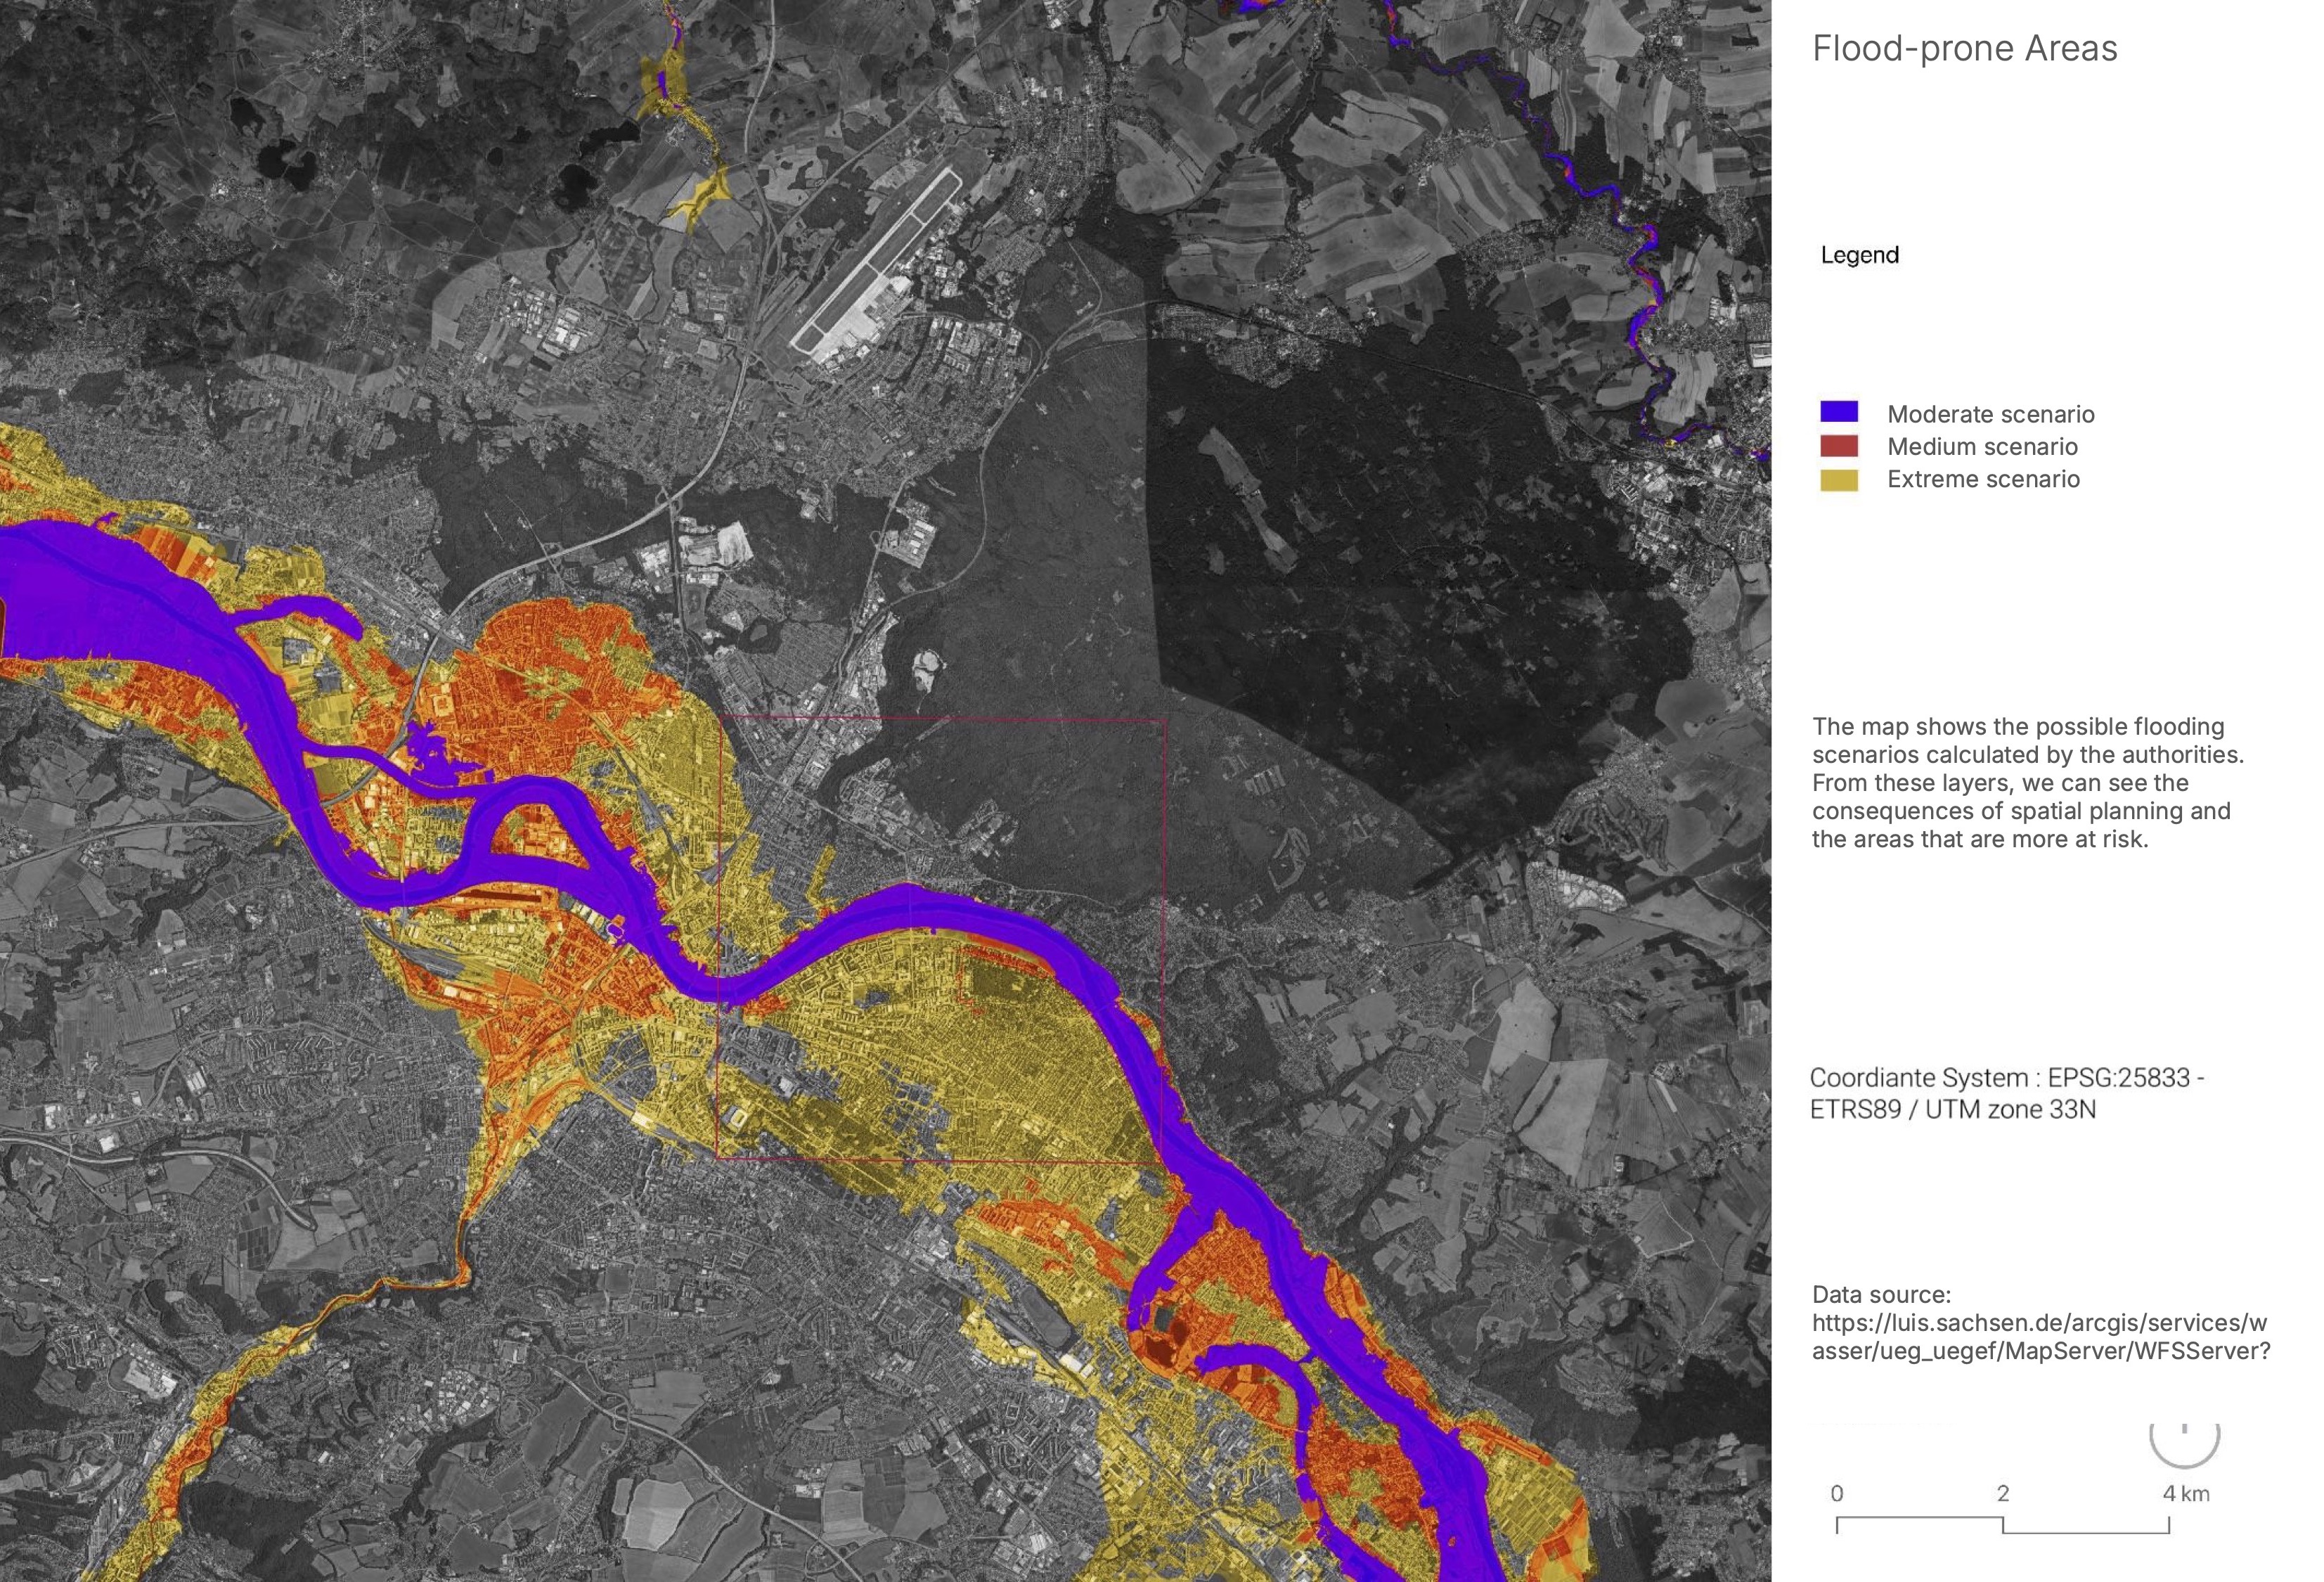 Flood-prone Areas
Legend
Moderate scenario
Medium scenario
Extreme scenario
The map shows the possible flooding
scenarios calculated by the authorities.
From these layers, we can see the
consequences of spatial planning and
the areas that are more at risk.
Coordiante System : EPSG:25833 -
ETRS89 / UTM zone 33N
Data source:
https://luis.sachsen.de/arcgis/services/w
asser/ueg_uegef/MapServer/WFSServer?
0 2 4 km